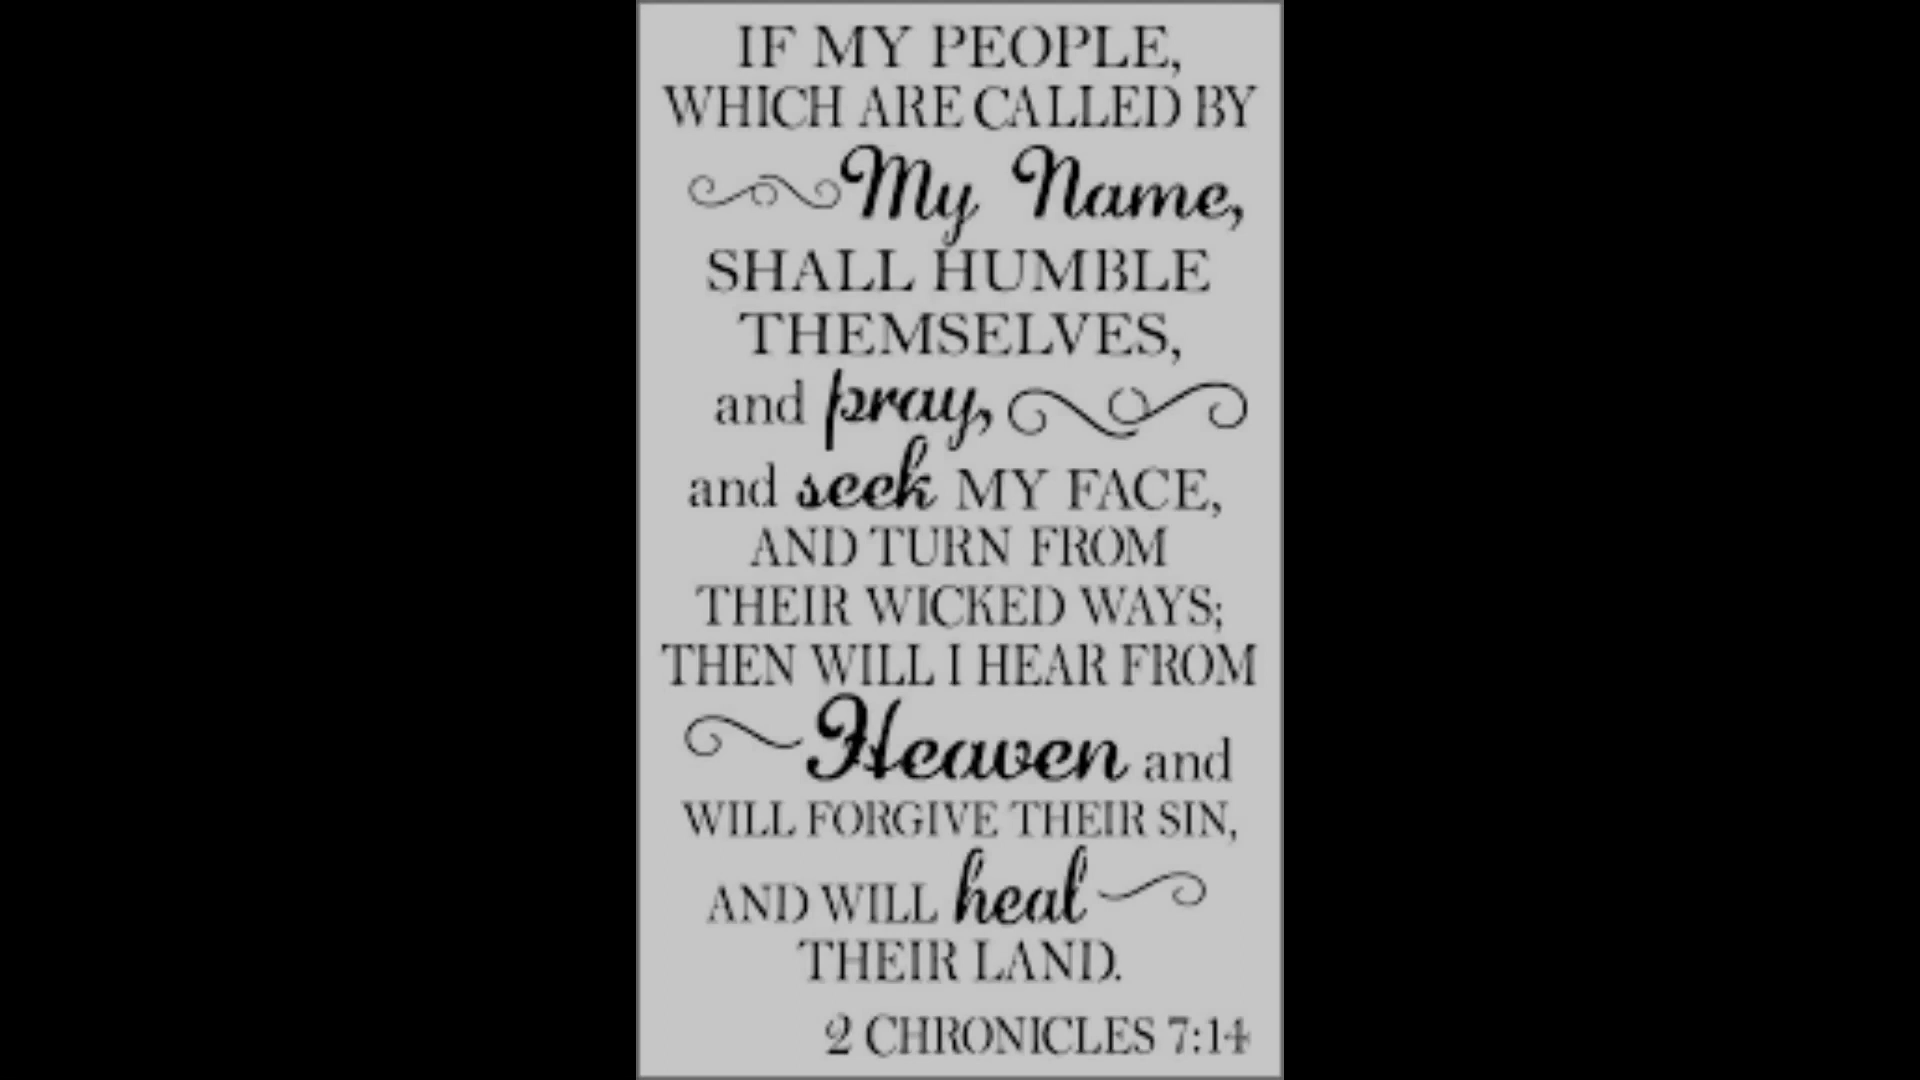 IF MY PEOPLE,
WHICH ARE CALLED BY
My Name,
SHALL HUMBLE
THEMSELVES,
and pray,
and seek MY FACE,
AND TURN FROM
THEIR WICKED WAYS;
THEN WILL I HEAR FROM
Heaven and
WILL FORGIVE THEIR SIN,
AND WILL heal
THEIR LAND.
2 CHRONICLES 7:14